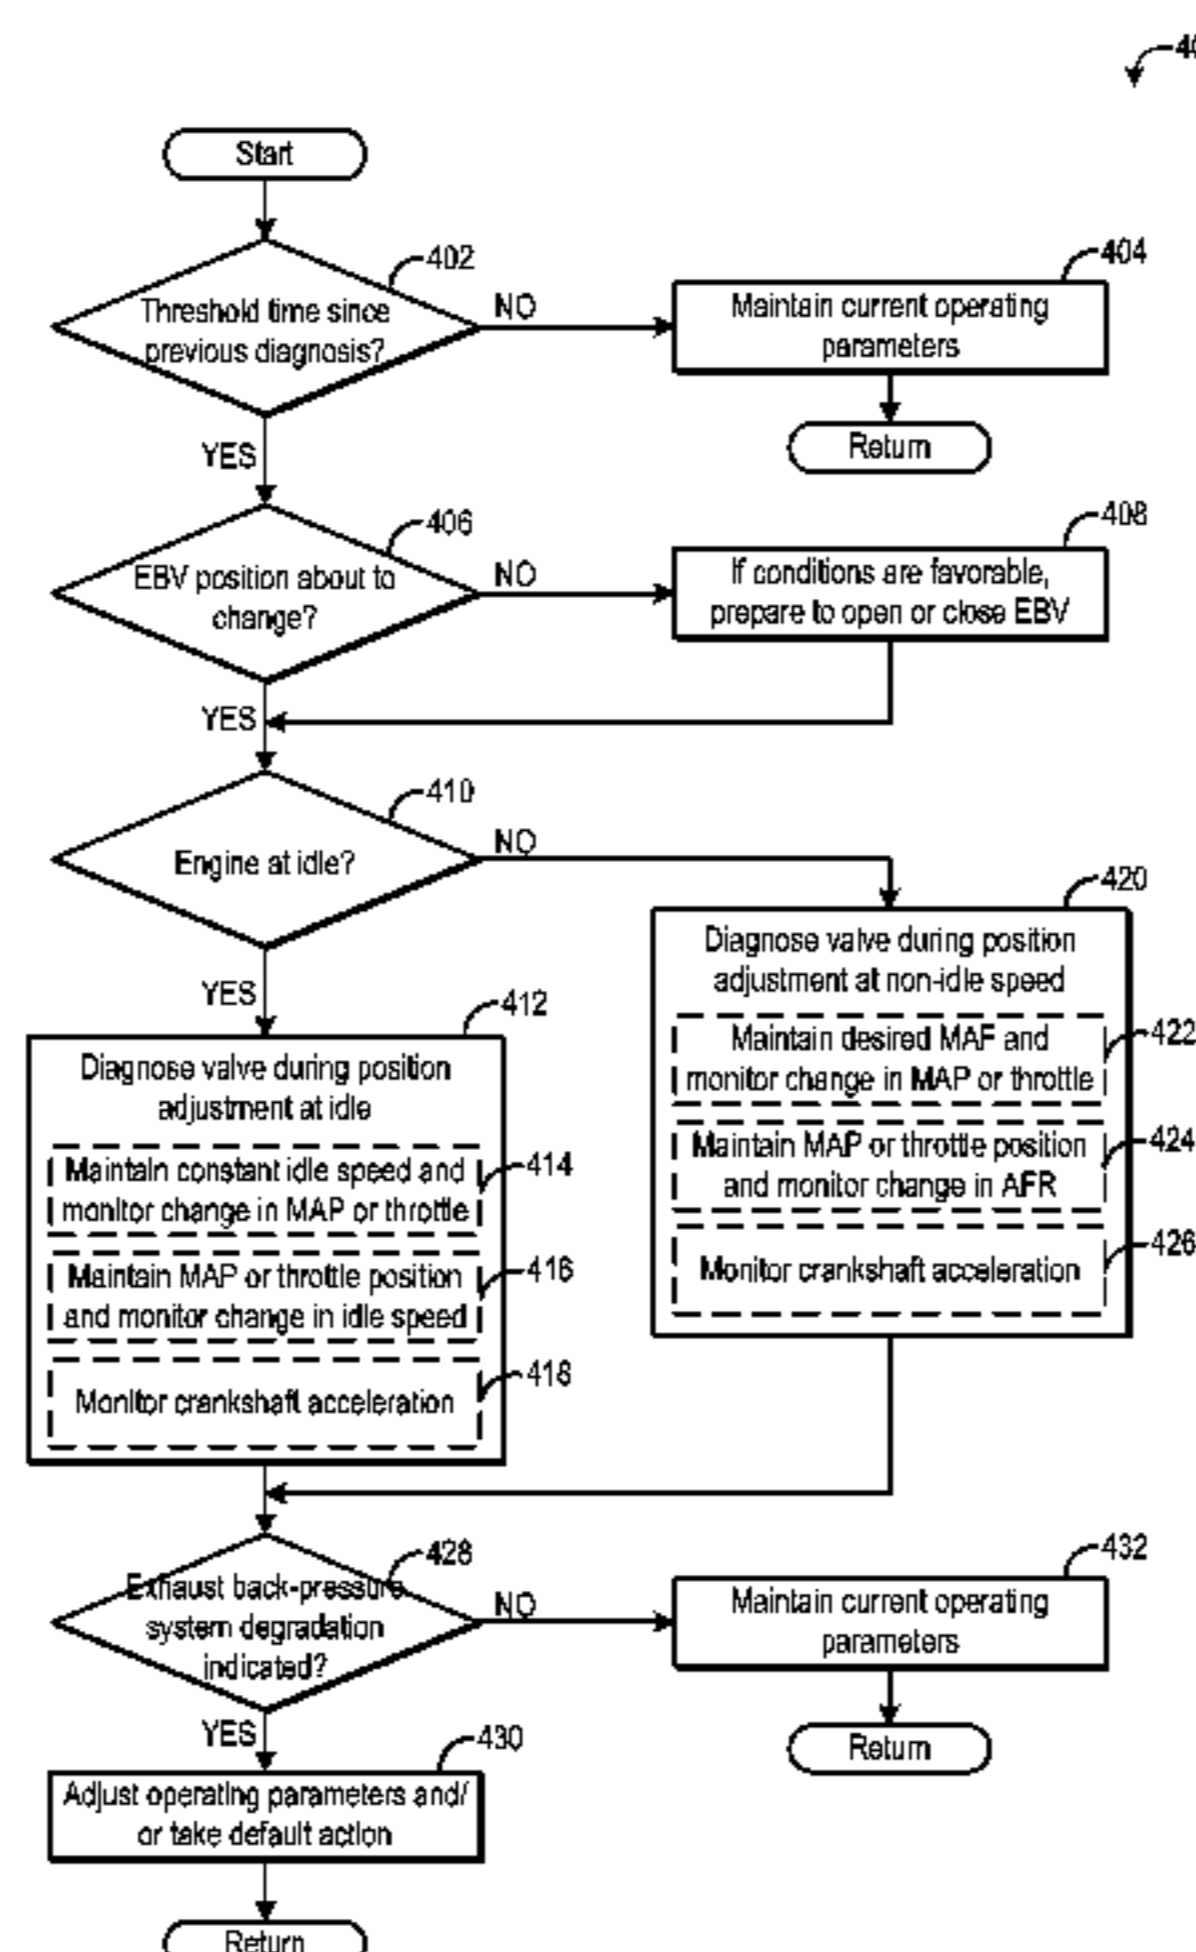 Start
402
Threshold time since
previous diagnosis?
NO
404
Maintain current operating
parameters
Return
YES
406
EBV position about to
change?
NO
408
If conditions are favorable,
prepare to open or close EBV
YES
410
Engine at idle?
NO
420
Diagnose valve during position
adjustment at non-idle speed
Maintain desired MAF and
monitor change in MAP or throttle
422
Maintain MAP or throttle position
and monitor change in AFR
424
Monitor crankshaft acceleration
426
YES
412
Diagnose valve during position
adjustment at idle
Maintain constant idle speed and
monitor change in MAP or throttle
414
Maintain MAP or throttle position
and monitor change in idle speed
416
Monitor crankshaft acceleration
418
428
Exhaust back-pressure
system degradation
indicated?
NO
432
Maintain current operating
parameters
Return
YES
430
Adjust operating parameters and/
or take default action
Return